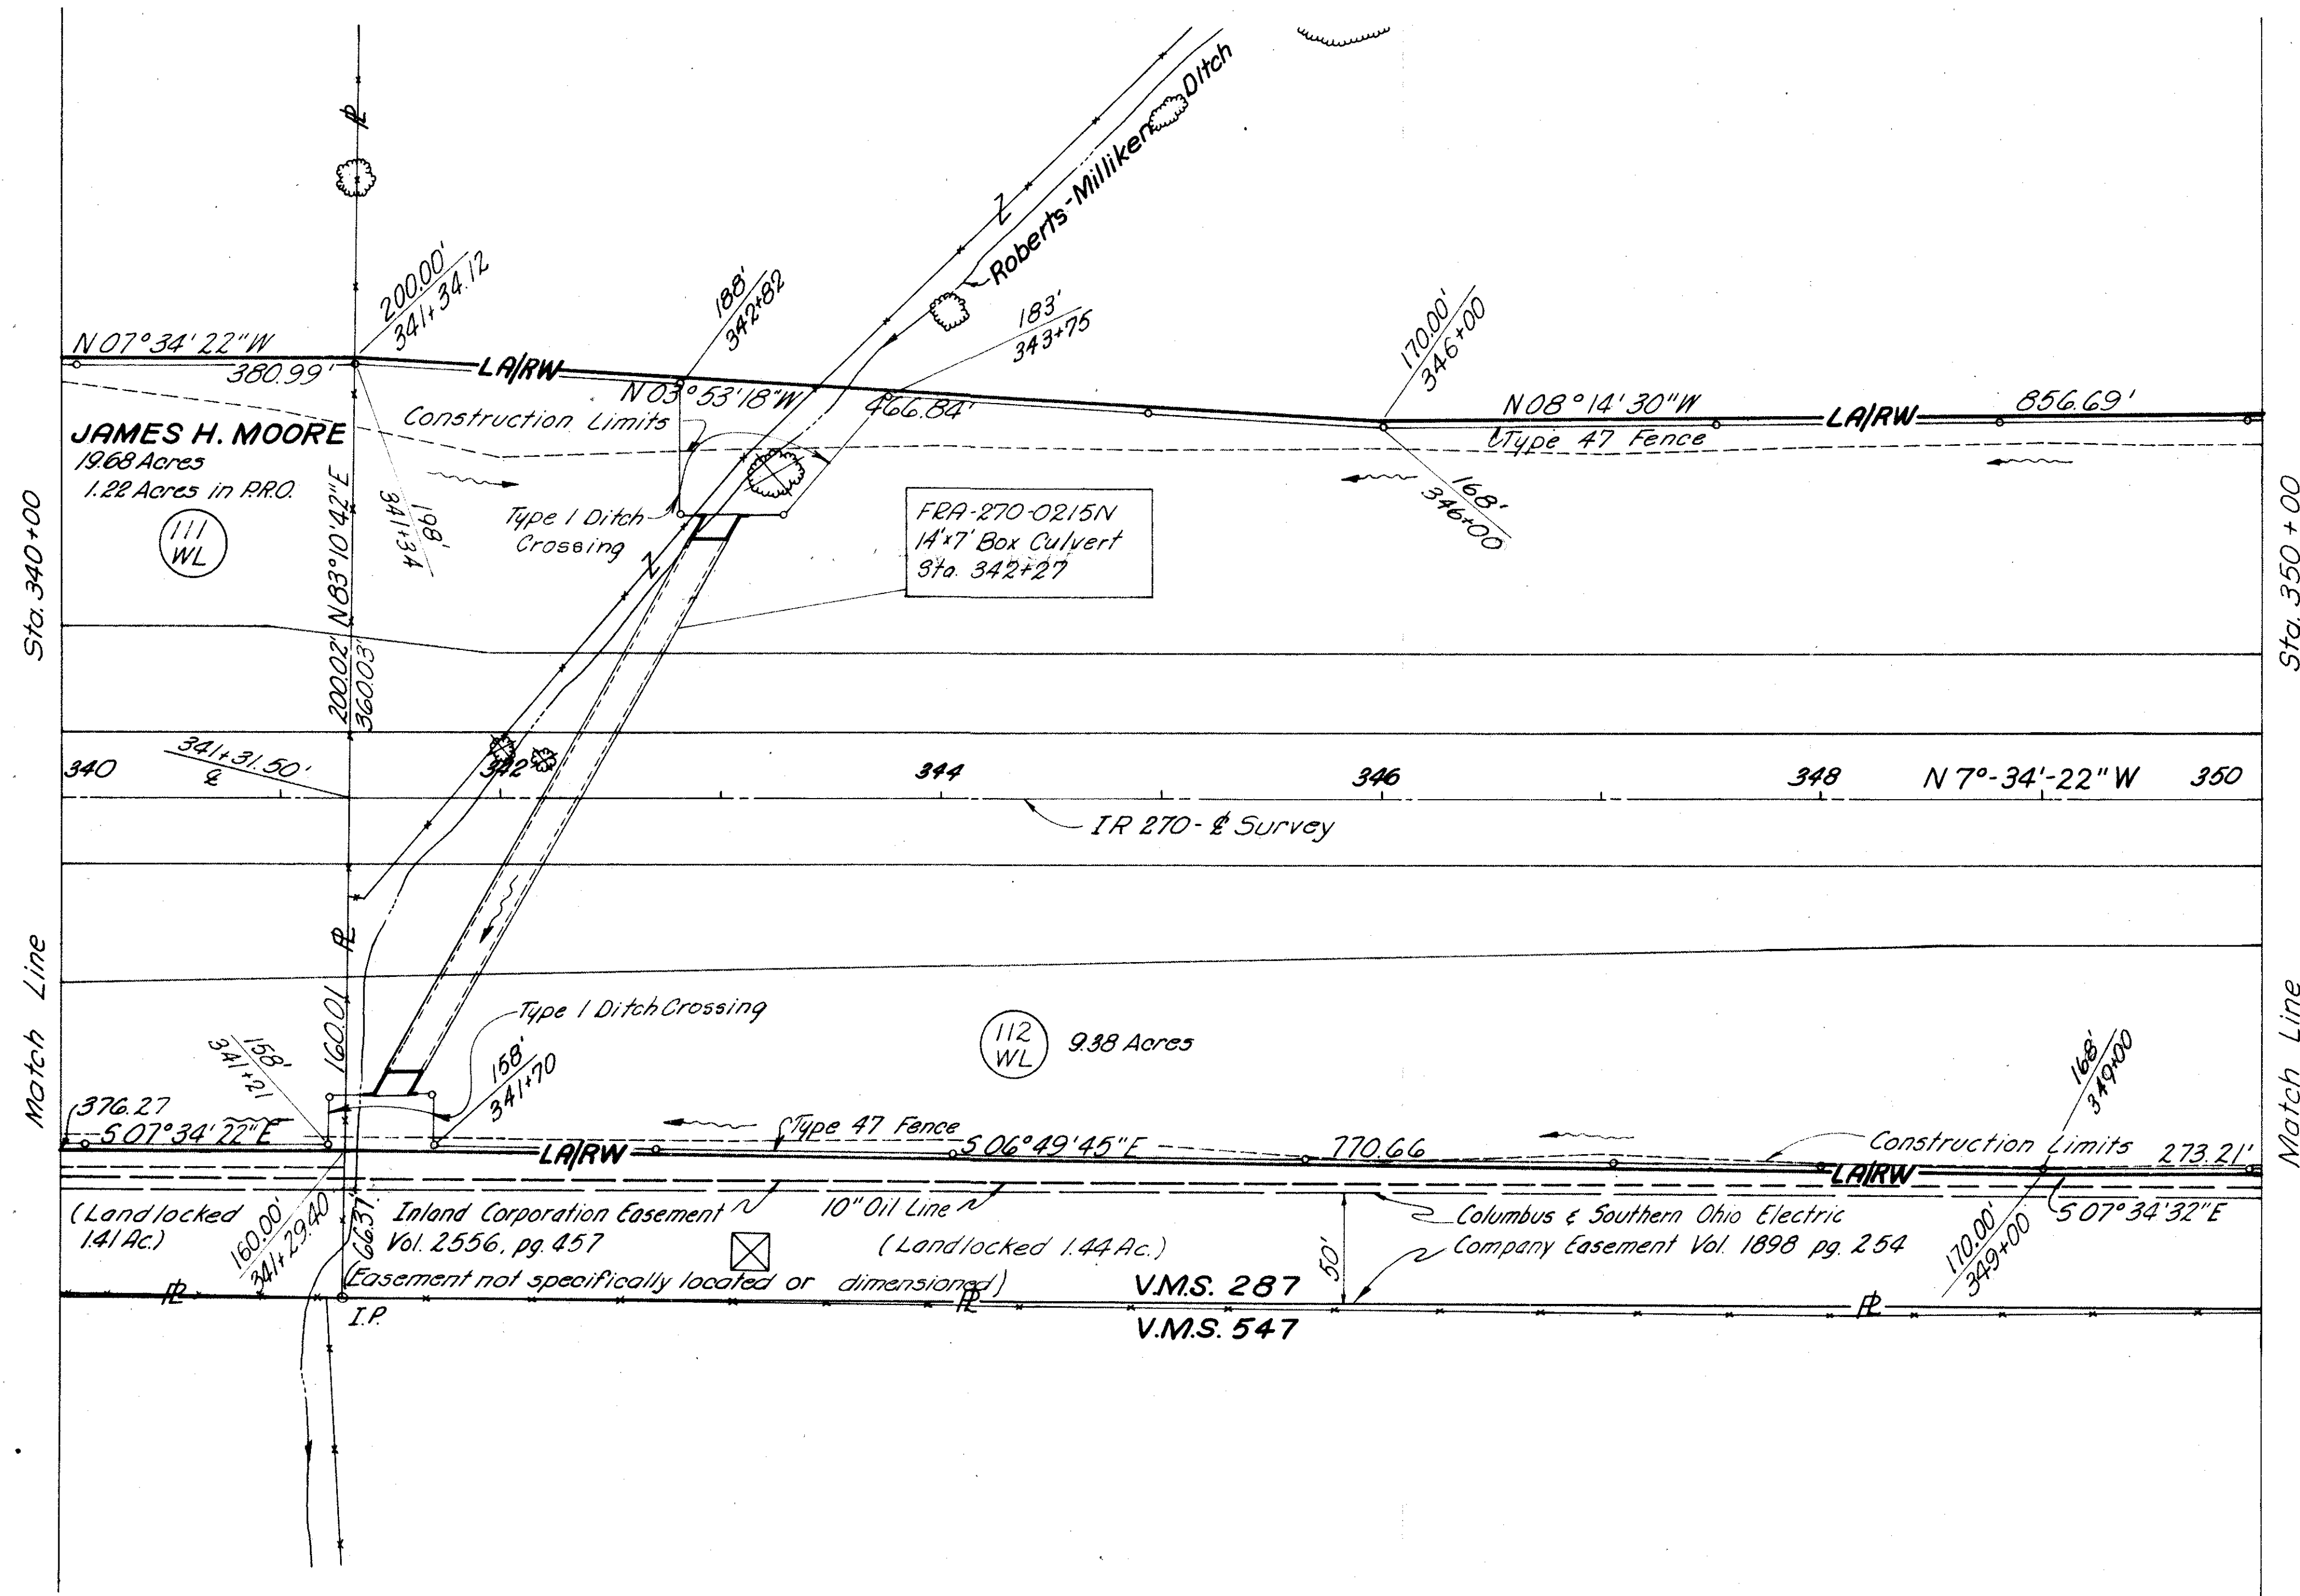 Roberts-Milliken Ditch
℄
200.00'
341+34.12
188'
342+82
183'
343+75
170.00'
346+00
N 07°34'22"W
380.99'
LA/RW
N 03°53'18"W
466.84'
N 08°14'30"W
LA/RW
856.69'
Type 47 Fence
Construction Limits
JAMES H. MOORE
19.68 Acres
1.22 Acres in P.R.O.
111
WL
N 83°10'42"E
198'
341+34
Type 1 Ditch
Crossing
FRA-270-0215N
14'x7' Box Culvert
Sta. 342+27
168'
346+00
Sta. 340+00
Sta. 350+00
200.02'
360.03'
341+31.50'
℄
340
342
344
346
348
N 7°-34'-22" W
350
IR 270-℄ Survey
PL
Match Line
Match Line
160.01
158'
341+21
Type 1 Ditch Crossing
158'
341+70
112
WL
9.38 Acres
168'
349+00
376.27
S 07°34'22"E
LA/RW
Type 47 Fence
S 06°49'45"E
770.66
Construction Limits
LA/RW
273.21'
S 07°34'32"E
(Landlocked
1.41 Ac.)
160.00'
341+29.40
66.37'
Inland Corporation Easement
Vol. 2556, pg. 457
(Easement not specifically located or dimensioned)
10" Oil Line
(Landlocked 1.44 Ac.)
50'
Columbus & Southern Ohio Electric
Company Easement Vol. 1898 pg. 254
170.00'
349+00
PL
PL
PL
I.P.
V.M.S. 287
V.M.S. 547